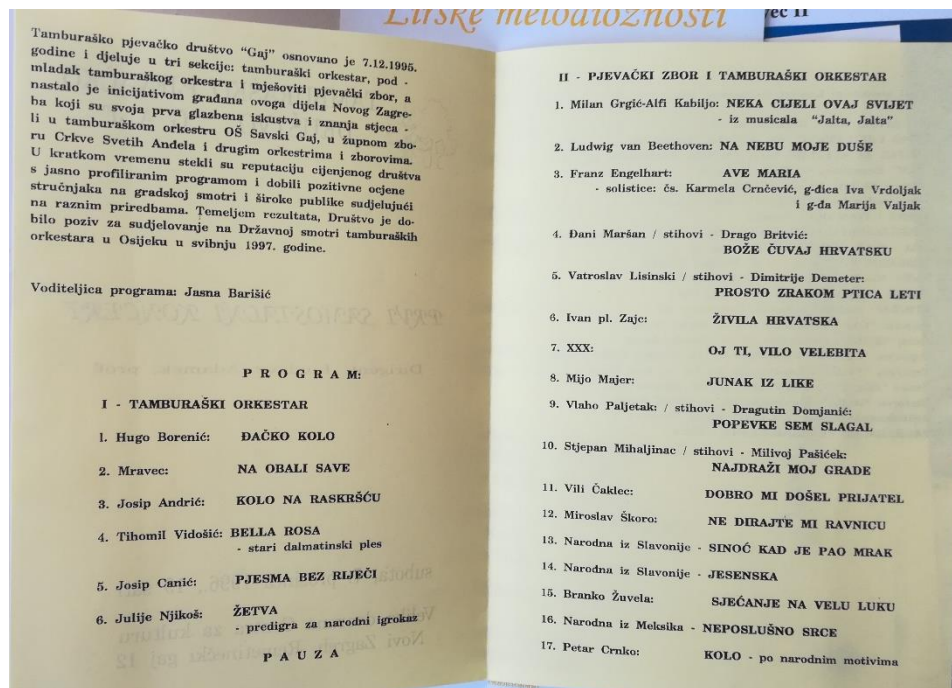 Lirske melodioznosti
vec II
Tamburaško pjevačko društvo "Gaj" osnovano je 7.12.1995.
godine i djeluje u tri sekcije: tamburaški orkestar, pod -
mladak tamburaškog orkestra i mješoviti pjevački zbor, a
nastalo je inicijativom građana ovoga dijela Novog Zagre-
ba koji su svoja prva glazbena iskustva i znanja stjeca -
li u tamburaškom orkestru OŠ Savski Gaj, u župnom zbo-
ru Crkve Svetih Anđela i drugim orkestrima i zborovima.
U kratkom vremenu stekli su reputaciju cijenjenog društva
s jasno profiliranim programom i dobili pozitivne ocjene
stručnjaka na gradskoj smotri i široke publike sudjelujući
na raznim priredbama. Temeljem rezultata, Društvo je do-
bilo poziv za sudjelovanje na Državnoj smotri tamburaških
orkestara u Osijeku u svibnju 1997. godine.
Voditeljica programa: Jasna Barišić
P R O G R A M:
I - TAMBURAŠKI ORKESTAR
1. Hugo Borenić: ĐAČKO KOLO
2. Mravec: NA OBALI SAVE
3. Josip Andrić: KOLO NA RASKRŠĆU
4. Tihomil Vidošić: BELLA ROSA
- stari dalmatinski ples
5. Josip Canić: PJESMA BEZ RIJEČI
6. Julije Njikoš: ŽETVA
- predigra za narodni igrokaz
P A U Z A
II - PJEVAČKI ZBOR I TAMBURAŠKI ORKESTAR
1. Milan Grgić-Alfi Kabiljo: NEKA CIJELI OVAJ SVIJET
- iz musicala "Jalta, Jalta"
2. Ludwig van Beethoven: NA NEBU MOJE DUŠE
3. Franz Engelhart: AVE MARIA
- solistice: čs. Karmela Crnčević, g-đica Iva Vrdoljak
i g-đa Marija Valjak
4. Đani Maršan / stihovi - Drago Britvić:
BOŽE ČUVAJ HRVATSKU
5. Vatroslav Lisinski / stihovi - Dimitrije Demeter:
PROSTO ZRAKOM PTICA LETI
6. Ivan pl. Zajc: ŽIVILA HRVATSKA
7. XXX: OJ TI, VILO VELEBITA
8. Mijo Majer: JUNAK IZ LIKE
9. Vlaho Paljetak: / stihovi - Dragutin Domjanić:
POPEVKE SEM SLAGAL
10. Stjepan Mihaljinac / stihovi - Milivoj Pašićek:
NAJDRAŽI MOJ GRADE
11. Vili Čaklec: DOBRO MI DOŠEL PRIJATEL
12. Miroslav Škoro: NE DIRAJTE MI RAVNICU
13. Narodna iz Slavonije - SINOĆ KAD JE PAO MRAK
14. Narodna iz Slavonije - JESENSKA
15. Branko Žuvela: SJEĆANJE NA VELU LUKU
16. Narodna iz Meksika - NEPOSLUŠNO SRCE
17. Petar Crnko: KOLO - po narodnim motivima